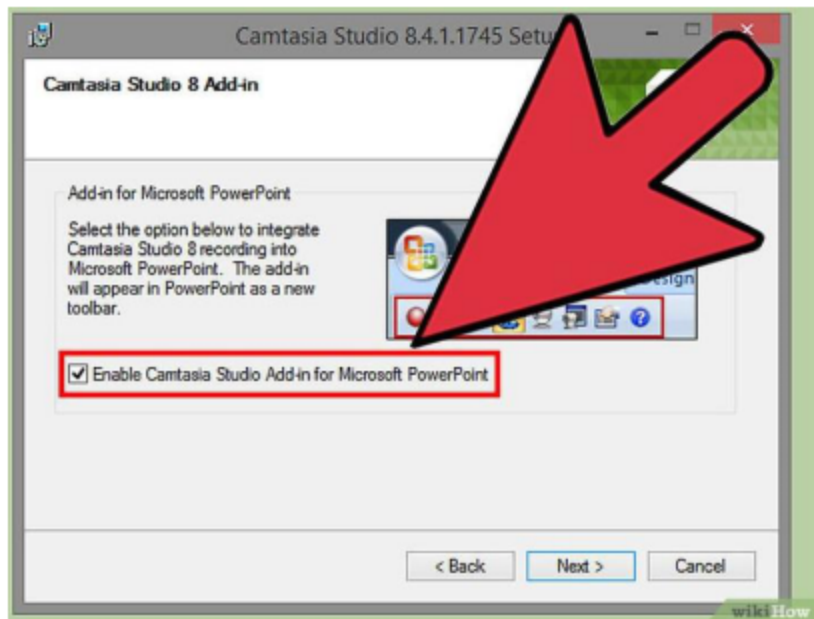 Camtasia Studio 8.4.1.1745 Setu
Camtasia Studio 8 Add-in
Add-in for Microsoft PowerPoint
Select the option below to integrate
Camtasia Studio 8 recording into
Microsoft PowerPoint. The add-in
will appear in PowerPoint as a new
toolbar.
esign
Enable Camtasia Studio Add-in for Microsoft PowerPoint
< Back
Next >
Cancel
wikiHow